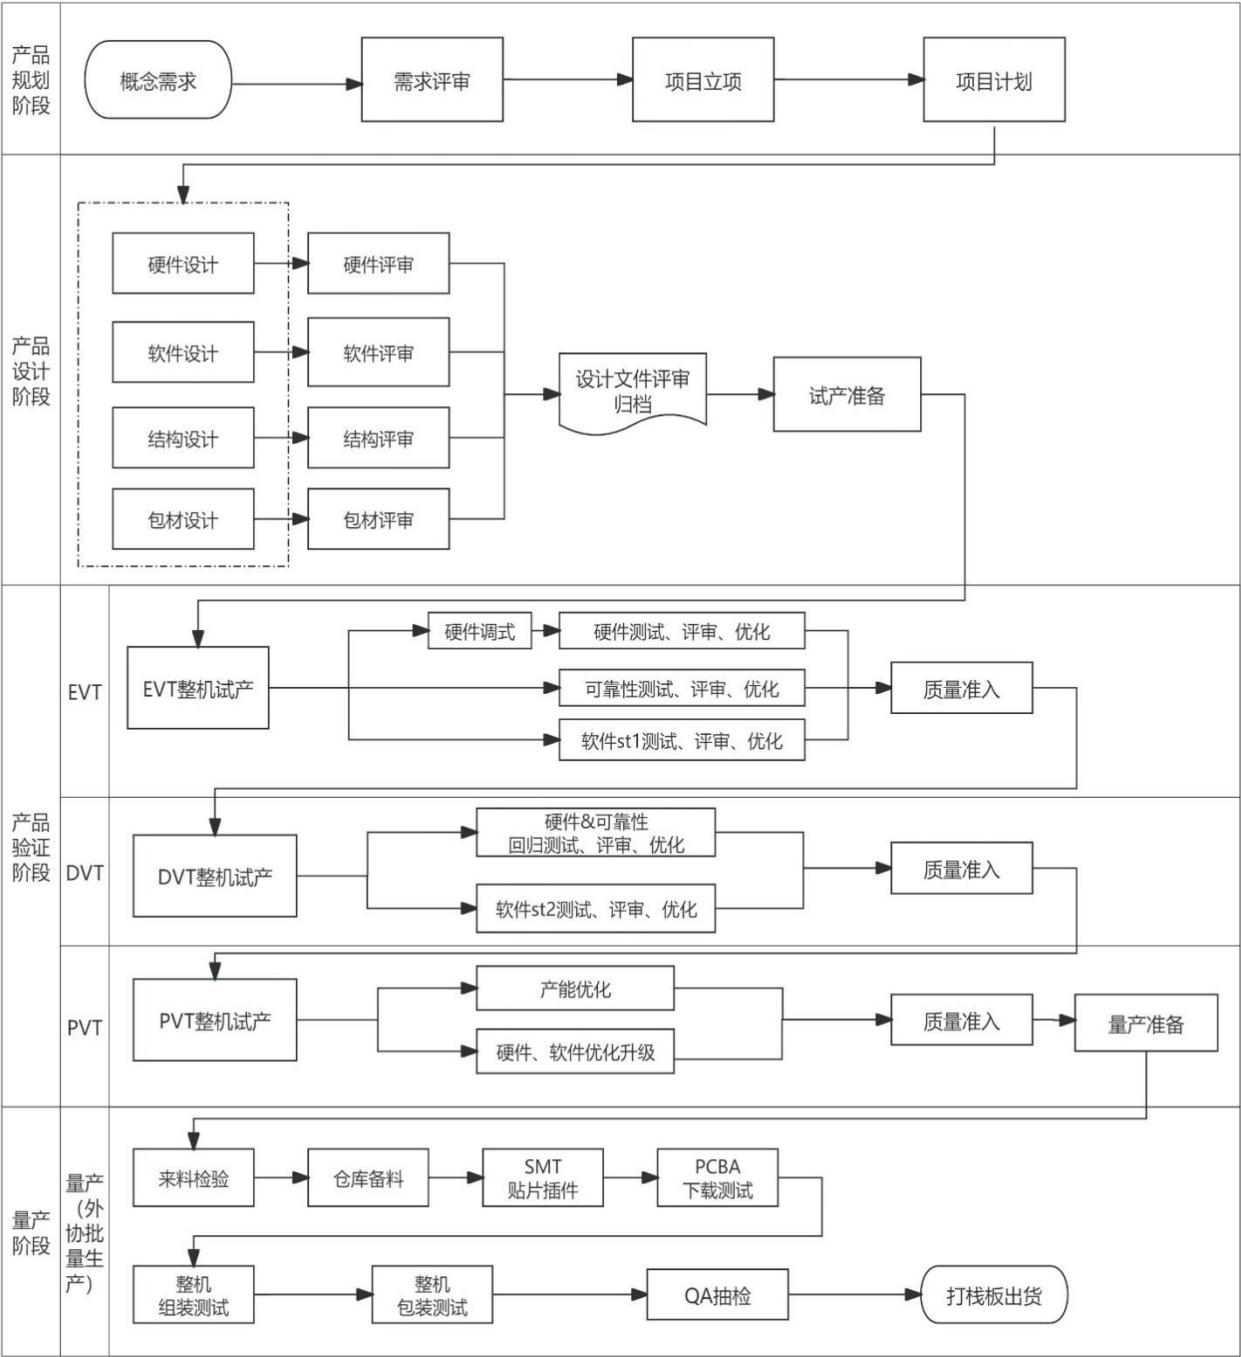 产品
规划
阶段
概念需求
需求评审
项目立项
项目计划
产品
设计
阶段
硬件设计
硬件评审
软件设计
软件评审
结构设计
结构评审
包材设计
包材评审
设计文件评审
归档
试产准备
产品
验证
阶段
EVT
EVT整机试产
硬件调式
硬件测试、评审、优化
可靠性测试、评审、优化
软件st1测试、评审、优化
质量准入
DVT
DVT整机试产
硬件&可靠性
回归测试、评审、优化
软件st2测试、评审、优化
质量准入
PVT
PVT整机试产
产能优化
硬件、软件优化升级
质量准入
量产准备
量产
阶段
量产
（外
协批
量生
产）
来料检验
仓库备料
SMT
贴片插件
PCBA
下载测试
整机
组装测试
整机
包装测试
QA抽检
打栈板出货